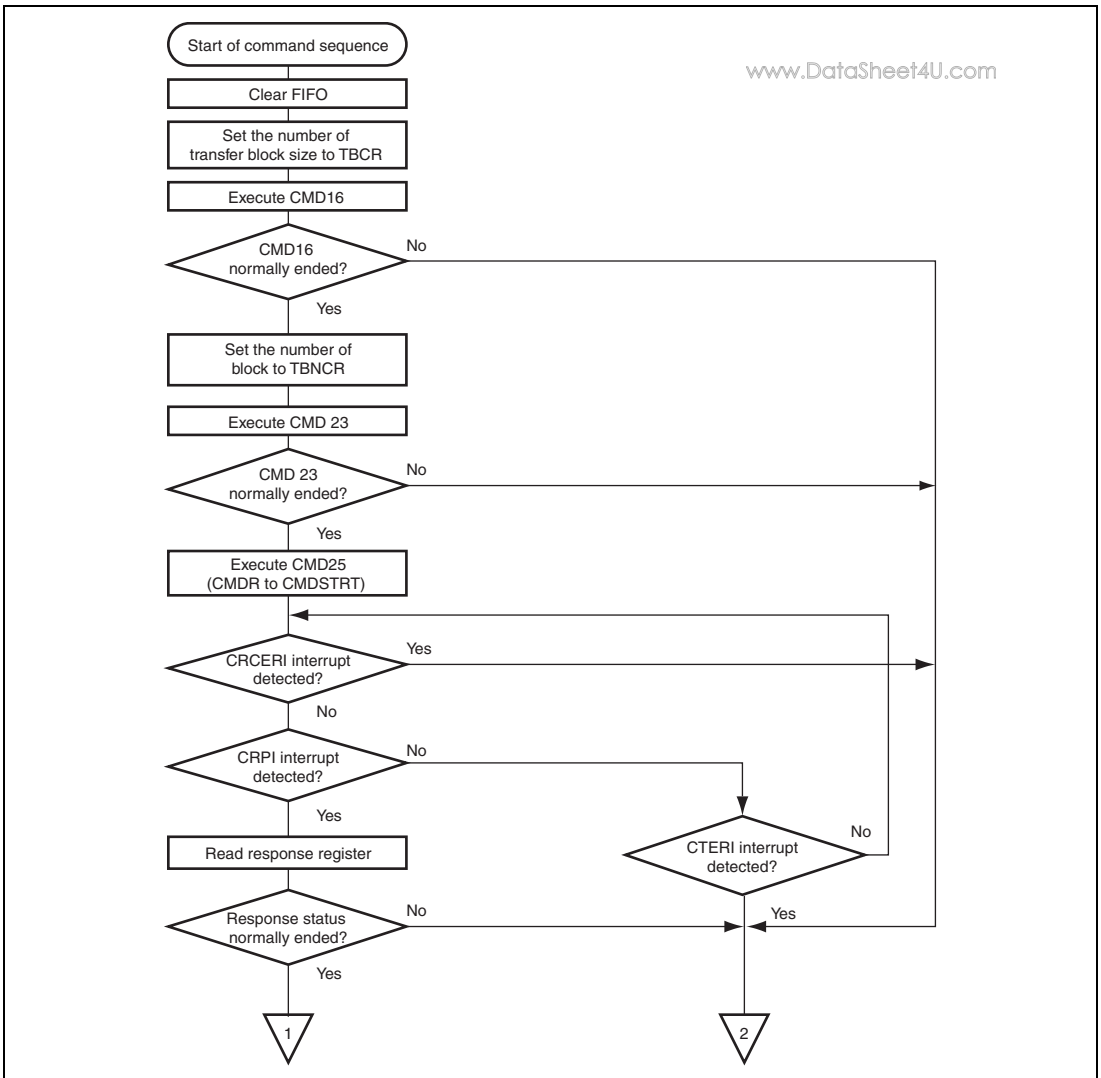 Start of command sequence
www.DataSheet4U.com
Clear FIFO
Set the number of
transfer block size to TBCR
Execute CMD16
CMD16
normally ended?
No
Yes
Set the number of
block to TBNCR
Execute CMD 23
CMD 23
normally ended?
No
Yes
Execute CMD25
(CMDR to CMDSTRT)
CRCERI interrupt
detected?
Yes
No
CRPI interrupt
detected?
No
Yes
CTERI interrupt
detected?
No
Yes
Read response register
Response status
normally ended?
No
Yes
1
2